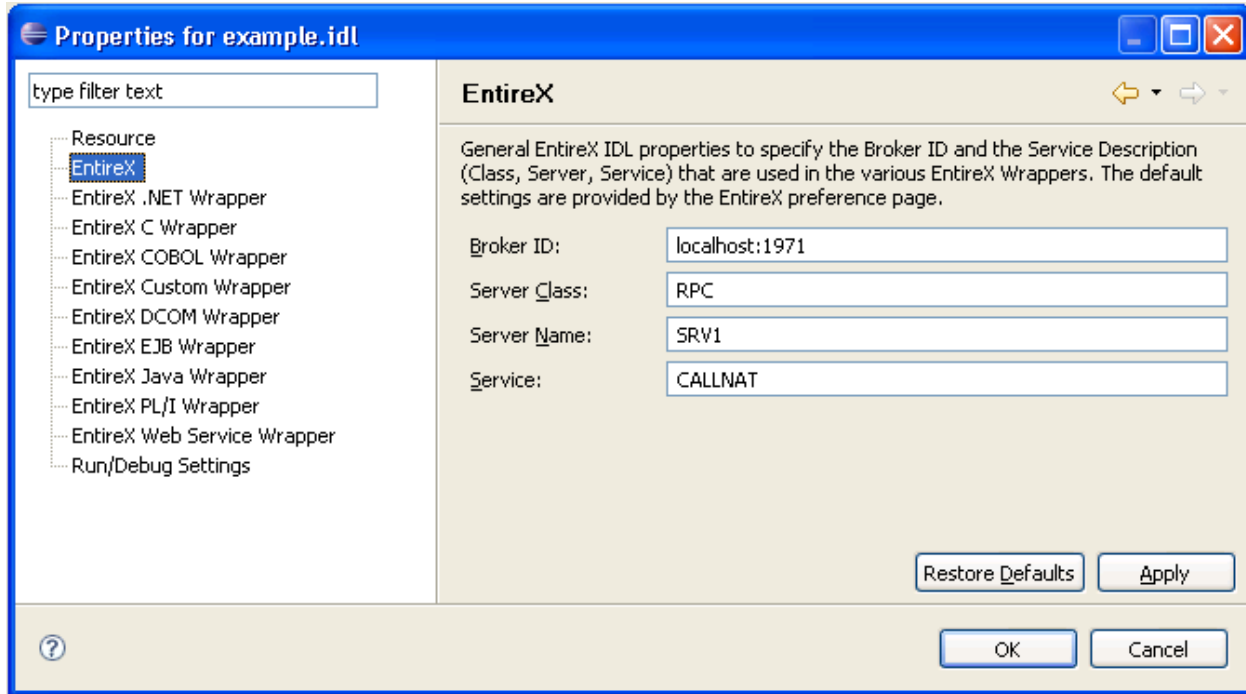 Properties for example.idl
type filter text
Resource
EntireX
EntireX .NET Wrapper
EntireX C Wrapper
EntireX COBOL Wrapper
EntireX Custom Wrapper
EntireX DCOM Wrapper
EntireX EJB Wrapper
EntireX Java Wrapper
EntireX PL/I Wrapper
EntireX Web Service Wrapper
Run/Debug Settings
EntireX
General EntireX IDL properties to specify the Broker ID and the Service Description
(Class, Server, Service) that are used in the various EntireX Wrappers. The default
settings are provided by the EntireX preference page.
Broker ID: localhost:1971
Server Class: RPC
Server Name: SRV1
Service: CALLNAT
Restore Defaults Apply
OK Cancel